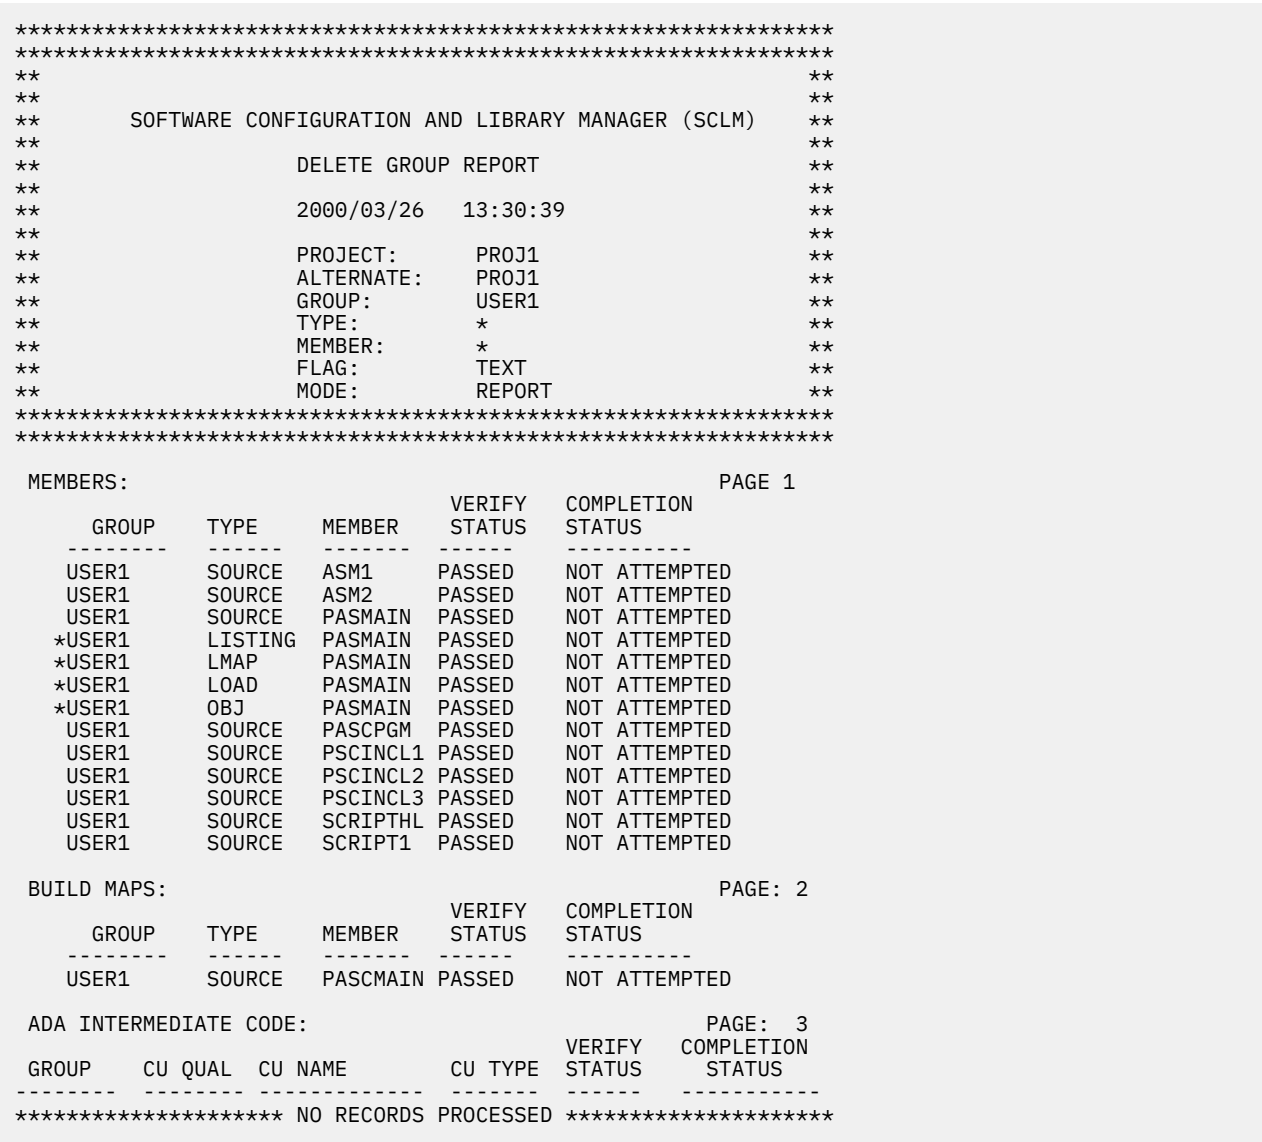 ****************************************************************
****************************************************************
**                                                            **
**                                                            **
**       SOFTWARE CONFIGURATION AND LIBRARY MANAGER (SCLM)    **
**                                                            **
**                    DELETE GROUP REPORT                     **
**                                                            **
**                    2000/03/26   13:30:39                   **
**                                                            **
**                    PROJECT:      PROJ1                     **
**                    ALTERNATE:    PROJ1                     **
**                    GROUP:        USER1                     **
**                    TYPE:         *                         **
**                    MEMBER:       *                         **
**                    FLAG:         TEXT                      **
**                    MODE:         REPORT                    **
****************************************************************
****************************************************************
 MEMBERS:                                              PAGE 1
                                  VERIFY   COMPLETION
      GROUP    TYPE     MEMBER    STATUS   STATUS
    --------   ------   -------  ------    ----------
    USER1      SOURCE   ASM1     PASSED    NOT ATTEMPTED
    USER1      SOURCE   ASM2     PASSED    NOT ATTEMPTED
    USER1      SOURCE   PASMAIN  PASSED    NOT ATTEMPTED
   *USER1      LISTING  PASMAIN  PASSED    NOT ATTEMPTED
   *USER1      LMAP     PASMAIN  PASSED    NOT ATTEMPTED
   *USER1      LOAD     PASMAIN  PASSED    NOT ATTEMPTED
   *USER1      OBJ      PASMAIN  PASSED    NOT ATTEMPTED
    USER1      SOURCE   PASCPGM  PASSED    NOT ATTEMPTED
    USER1      SOURCE   PSCINCL1 PASSED    NOT ATTEMPTED
    USER1      SOURCE   PSCINCL2 PASSED    NOT ATTEMPTED
    USER1      SOURCE   PSCINCL3 PASSED    NOT ATTEMPTED
    USER1      SOURCE   SCRIPTHL PASSED    NOT ATTEMPTED
    USER1      SOURCE   SCRIPT1  PASSED    NOT ATTEMPTED
 BUILD MAPS:                                           PAGE: 2
                                  VERIFY   COMPLETION
      GROUP    TYPE     MEMBER    STATUS   STATUS
    --------   ------   -------  ------    ----------
    USER1      SOURCE   PASCMAIN PASSED    NOT ATTEMPTED
 ADA INTERMEDIATE CODE:                               PAGE:  3
                                           VERIFY   COMPLETION
 GROUP    CU QUAL  CU NAME        CU TYPE  STATUS     STATUS
--------  -------- -------------  -------  ------   -----------
********************* NO RECORDS PROCESSED *********************